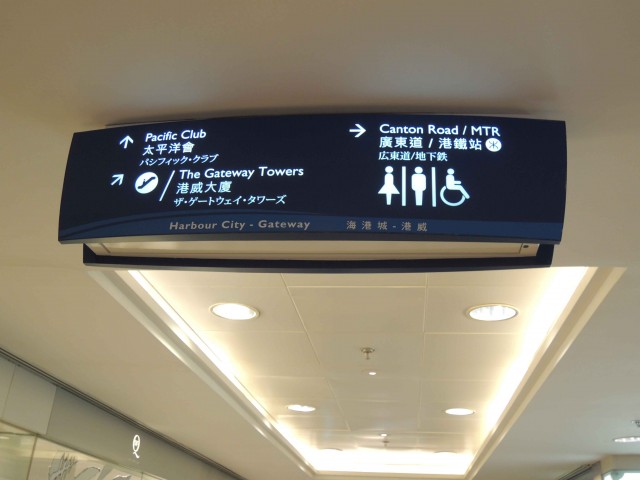 Pacific Club
太平洋會
パシフィック・クラブ
The Gateway Towers
港威大廈
ザ・ゲートウェイ・タワーズ
Canton Road / MTR
廣東道 / 港鐵站
広東道/地下鉄
Harbour City - Gateway 海港城 - 港威